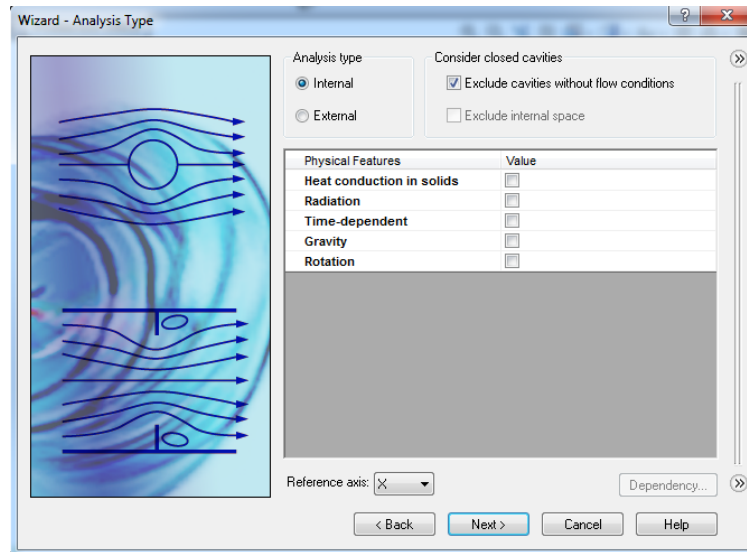 Wizard - Analysis Type
Analysis type
Internal
External
Consider closed cavities
Exclude cavities without flow conditions
Exclude internal space
Physical Features Value
Heat conduction in solids
Radiation
Time-dependent
Gravity
Rotation
Reference axis: X
Dependency...
< Back Next > Cancel Help